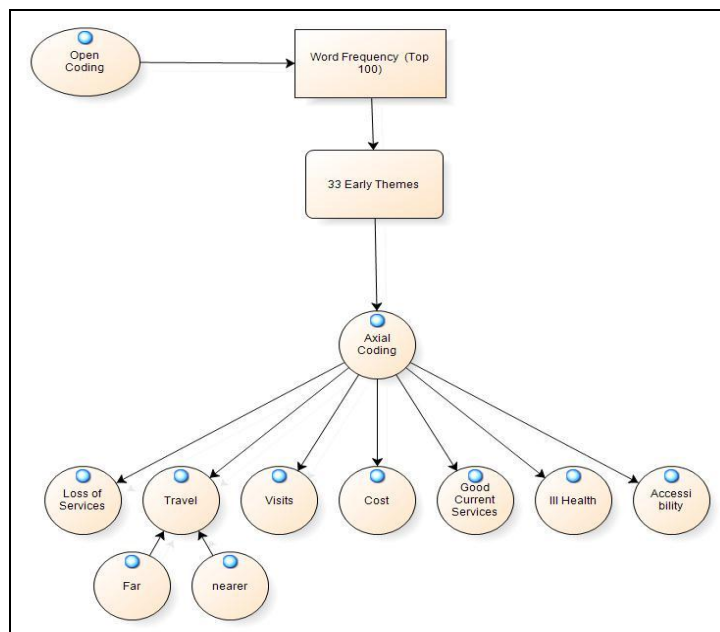 Open
Coding
Word Frequency (Top
100)
33 Early Themes
Axial
Coding
Loss of
Services
Travel
Visits
Cost
Good
Current
Services
Ill Health
Accessi
bility
Far
nearer